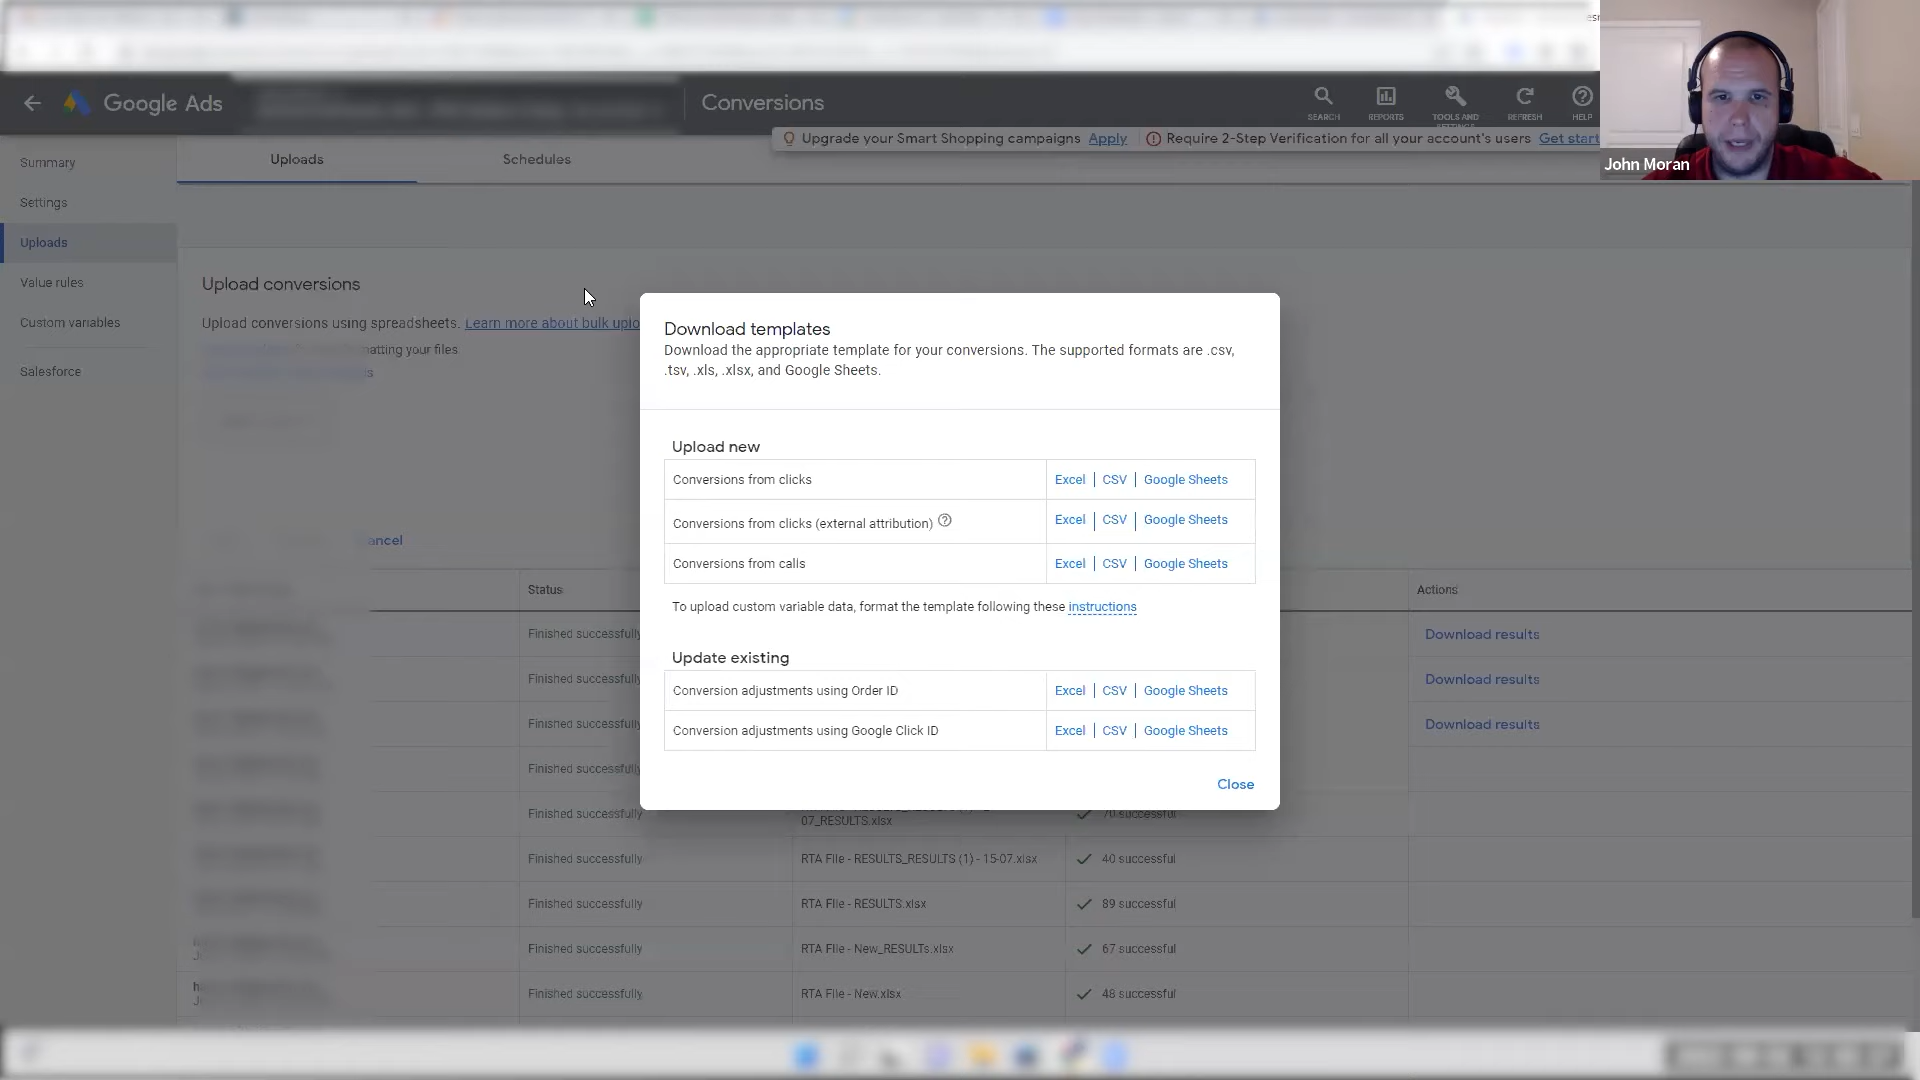 Google Ads
Conversions
SEARCH
REPORTS
TOOLS AND
SETTINGS
REFRESH
HELP
Upgrade your Smart Shopping campaigns Apply
Require 2-Step Verification for all your account's users Get start
John Moran
Summary
Settings
Uploads
Value rules
Custom variables
Salesforce
Uploads
Schedules
Upload conversions
Upload conversions using spreadsheets. Learn more about bulk uplo
matting your files
ancel
Download templates
Download the appropriate template for your conversions. The supported formats are .csv,
.tsv, .xls, .xlsx, and Google Sheets.
Upload new
Conversions from clicks Excel | CSV | Google Sheets
Conversions from clicks (external attribution) Excel | CSV | Google Sheets
Conversions from calls Excel | CSV | Google Sheets
To upload custom variable data, format the template following these instructions
Update existing
Conversion adjustments using Order ID Excel | CSV | Google Sheets
Conversion adjustments using Google Click ID Excel | CSV | Google Sheets
Close
Status Actions
Finished successfully Download results
Finished successfully Download results
Finished successfully Download results
Finished successfully
Finished successfully 07_RESULTS.xlsx 70 successful
Finished successfully RTA File - RESULTS_RESULTS (1) - 15-07.xlsx 40 successful
Finished successfully RTA File - RESULTS.xlsx 89 successful
Finished successfully RTA File - New_RESULTs.xlsx 67 successful
Finished successfully RTA File - New.xlsx 48 successful